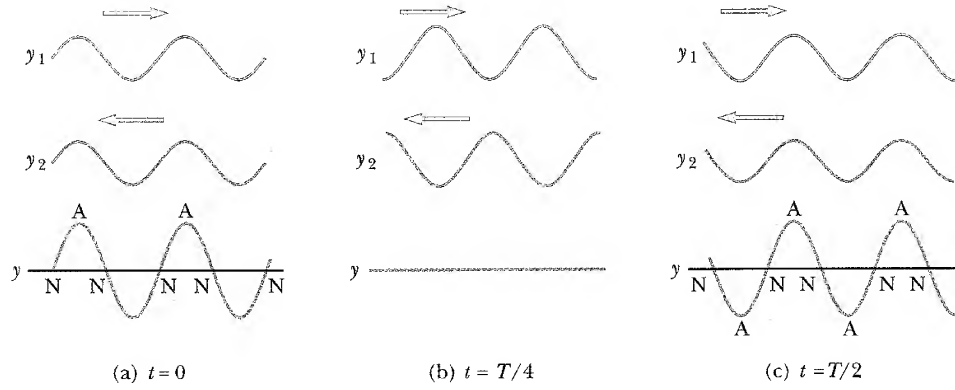 y1
y2
A A
y
N N N N N
(a) t = 0
y1
y2
y
(b) t = T/4
y1
y2
A A
N N N N N
A A
(c) t = T/2